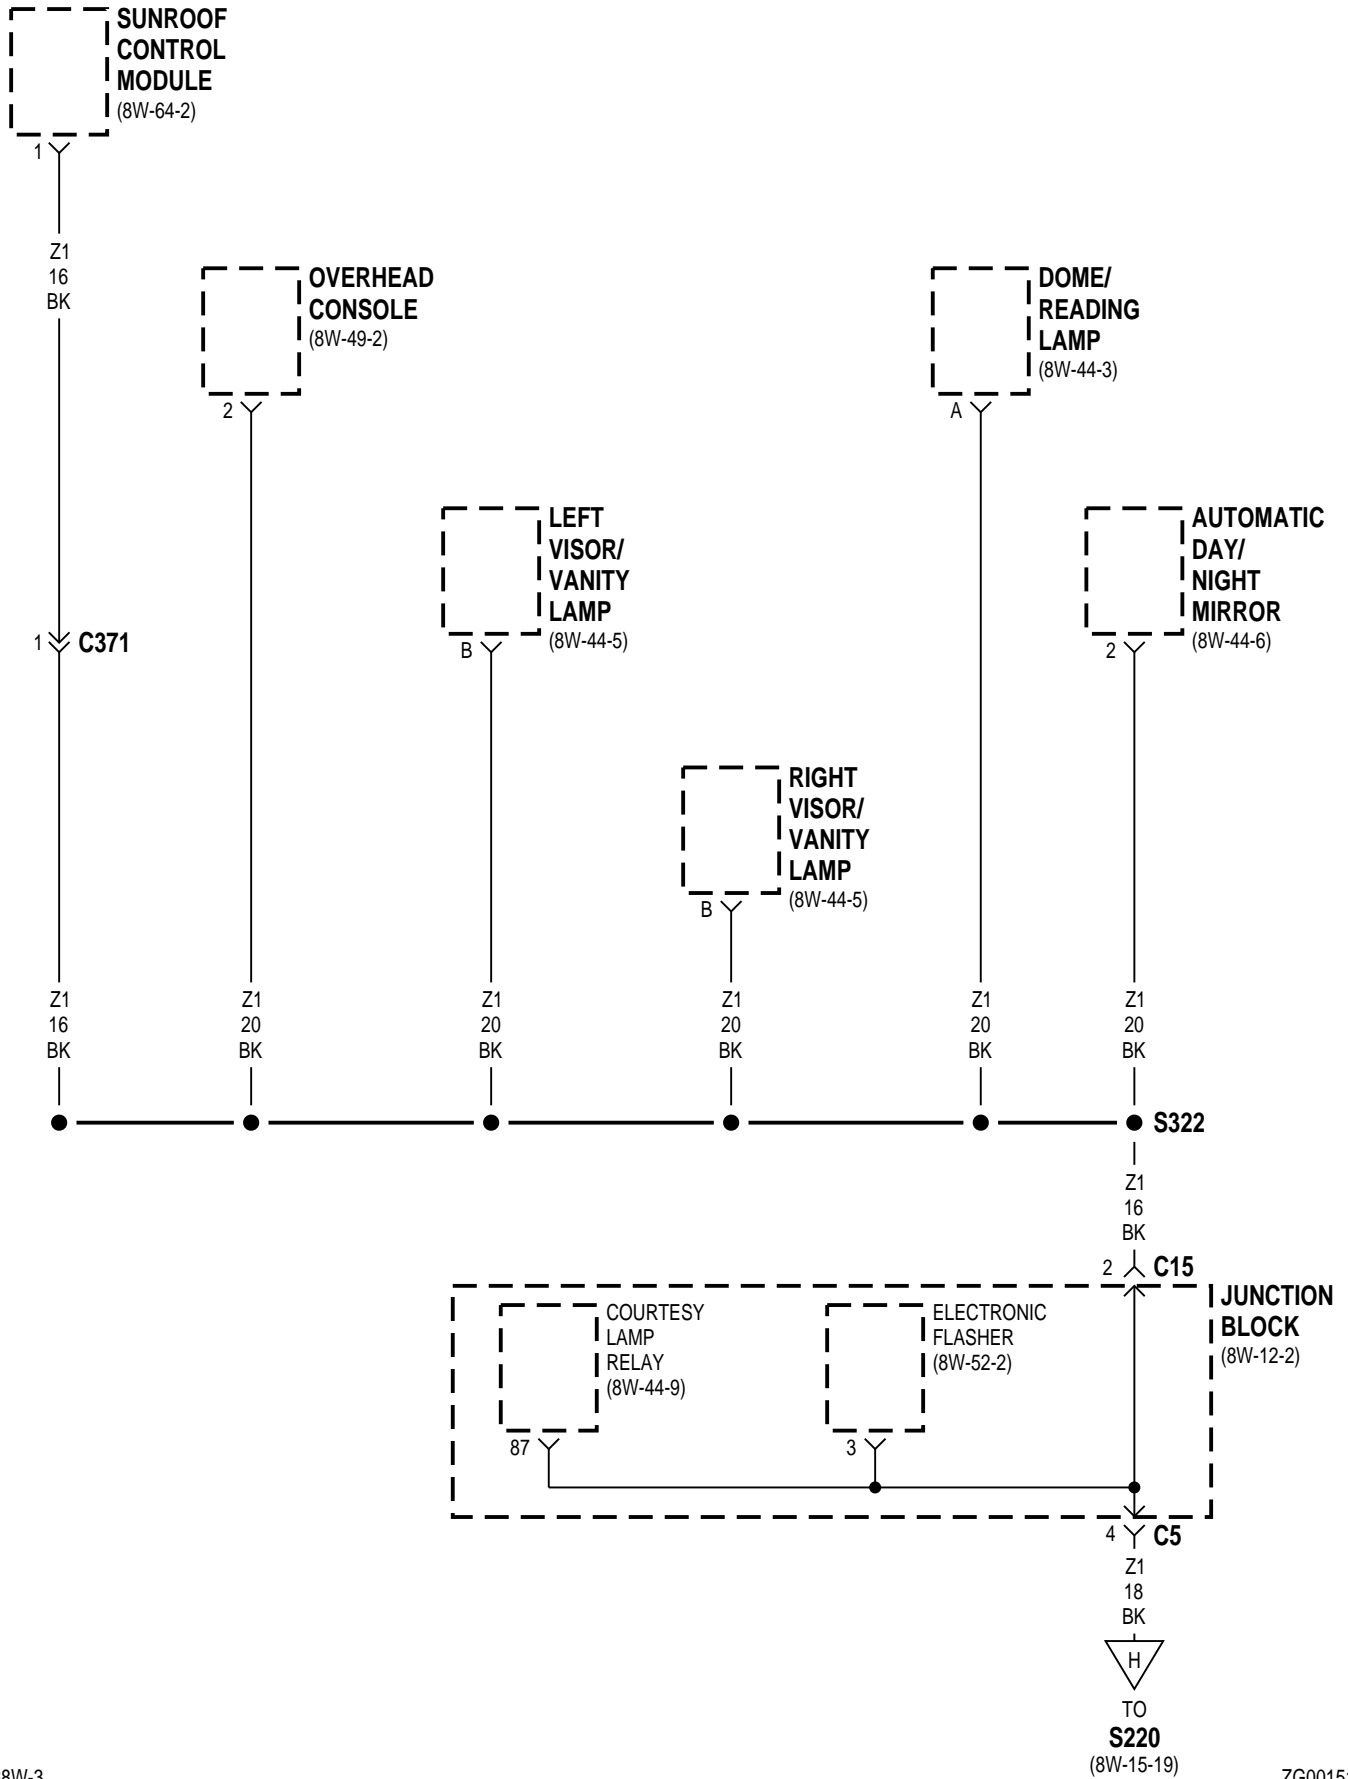 SUNROOF
CONTROL
MODULE
(8W-64-2)
1
Z1
16
BK
OVERHEAD
CONSOLE
(8W-49-2)
2
DOME/
READING
LAMP
(8W-44-3)
A
LEFT
VISOR/
VANITY
LAMP
(8W-44-5)
B
AUTOMATIC
DAY/
NIGHT
MIRROR
(8W-44-6)
2
1 C371
RIGHT
VISOR/
VANITY
LAMP
(8W-44-5)
B
Z1 Z1 Z1 Z1 Z1 Z1
16 20 20 20 20 20
BK BK BK BK BK BK
S322
Z1
16
BK
2 C15
JUNCTION
BLOCK
(8W-12-2)
COURTESY
LAMP
RELAY
(8W-44-9)
87
ELECTRONIC
FLASHER
(8W-52-2)
3
4 C5
Z1
18
BK
H
TO
S220
(8W-15-19)
8W-3